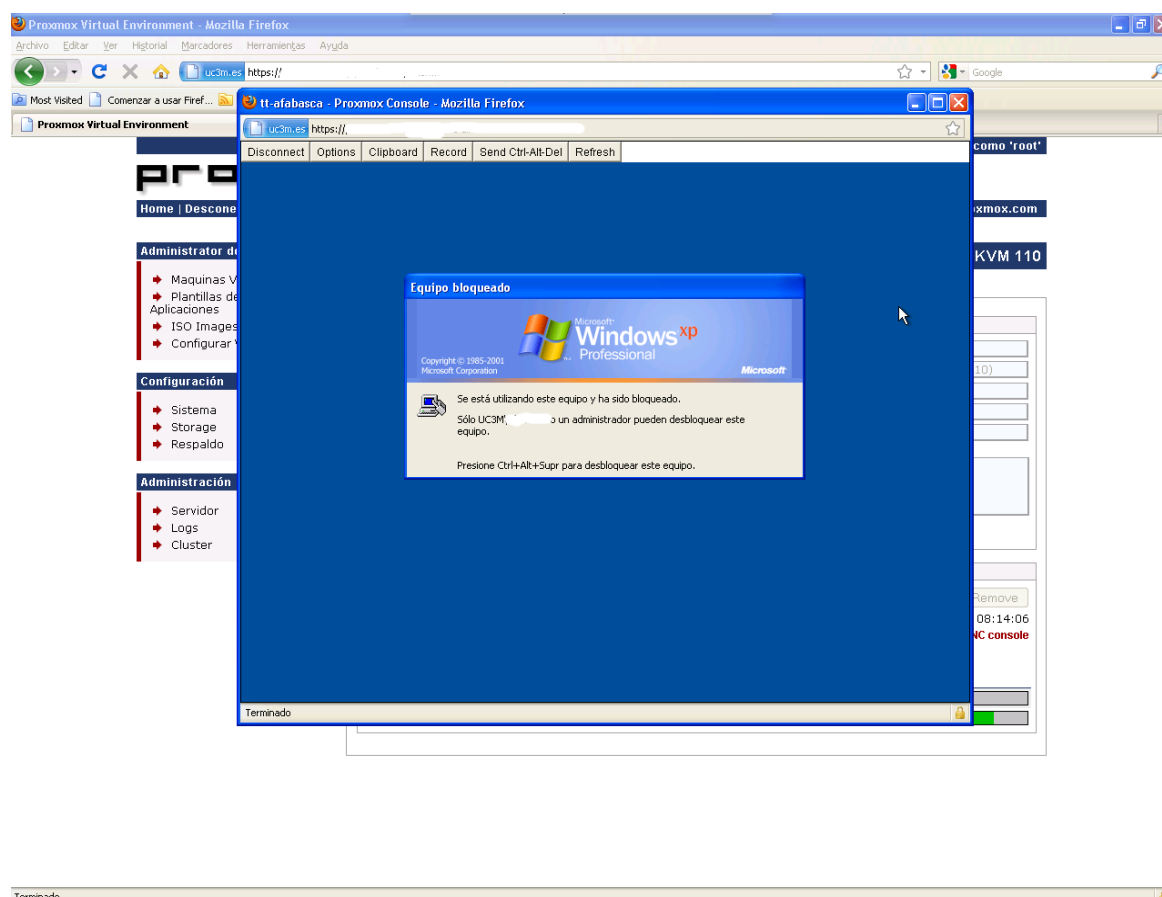 Proxmox Virtual Environment - Mozilla Firefox
Archivo Editar Ver Historial Marcadores Herramientas Ayuda
uc3m.es https:// Google
Most Visited Comenzar a usar Firef...
Proxmox Virtual Environment
tt-afabasca - Proxmox Console - Mozilla Firefox
uc3m.es https://
Disconnect Options Clipboard Record Send Ctrl-Alt-Del Refresh
como 'root'
pro
Home | Descone
xmox.com
Administrator de
KVM 110
Maquinas V
Plantillas de
Aplicaciones
ISO Images
Configurar
10)
Configuración
Sistema
Storage
Respaldo
Administración
Servidor
Logs
Cluster
Equipo bloqueado
Microsoft
Windows xp
Professional
Copyright © 1985-2001
Microsoft Corporation
Microsoft
Se está utilizando este equipo y ha sido bloqueado.
Sólo UC3M\ o un administrador pueden desbloquear este
equipo.
Presione Ctrl+Alt+Supr para desbloquear este equipo.
Remove
08:14:06
NC console
Terminado
Terminado